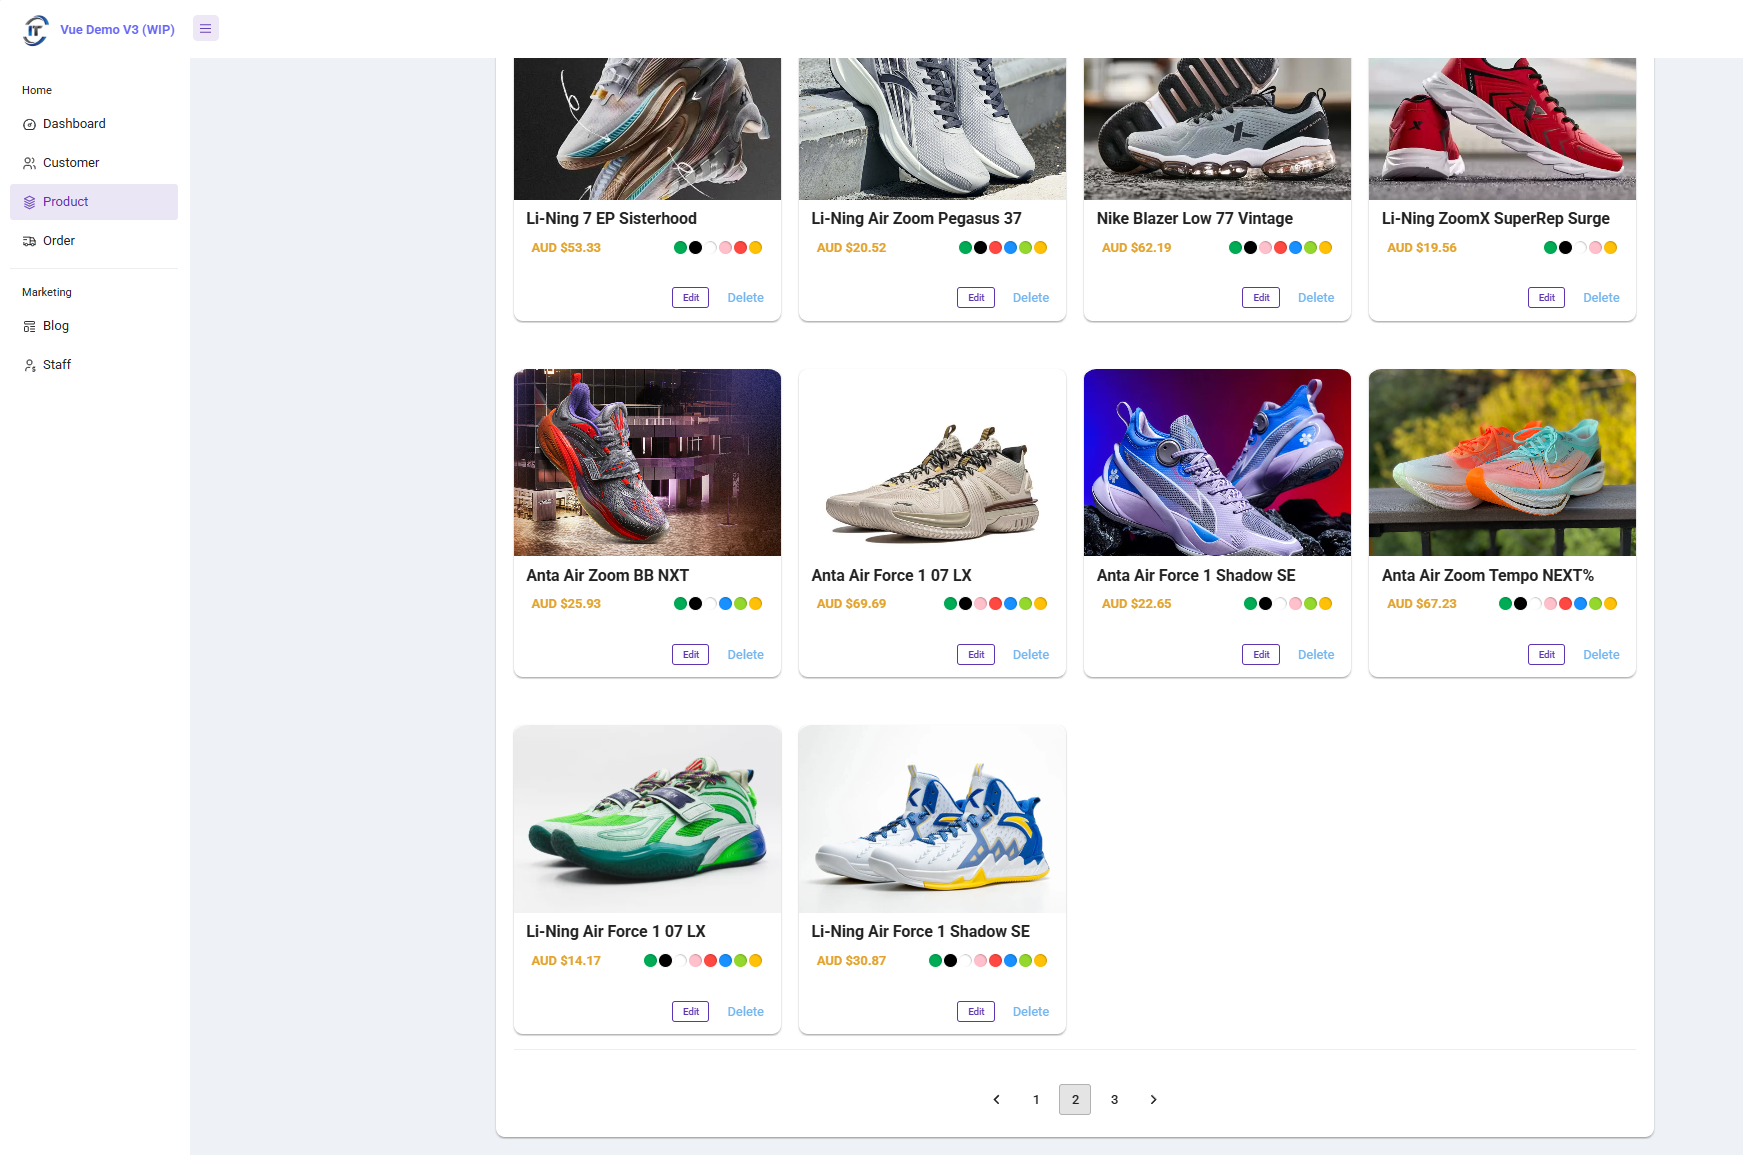 IT
Vue Demo V3 (WIP)
Home
Dashboard
Customer
Product
Order
Marketing
Blog
Staff
Li-Ning 7 EP Sisterhood
AUD $53.33
Edit Delete
Li-Ning Air Zoom Pegasus 37
AUD $20.52
Edit Delete
Nike Blazer Low 77 Vintage
AUD $62.19
Edit Delete
Li-Ning ZoomX SuperRep Surge
AUD $19.56
Edit Delete
Anta Air Zoom BB NXT
AUD $25.93
Edit Delete
Anta Air Force 1 07 LX
AUD $69.69
Edit Delete
Anta Air Force 1 Shadow SE
AUD $22.65
Edit Delete
Anta Air Zoom Tempo NEXT%
AUD $67.23
Edit Delete
Li-Ning Air Force 1 07 LX
AUD $14.17
Edit Delete
Li-Ning Air Force 1 Shadow SE
AUD $30.87
Edit Delete
1 2 3